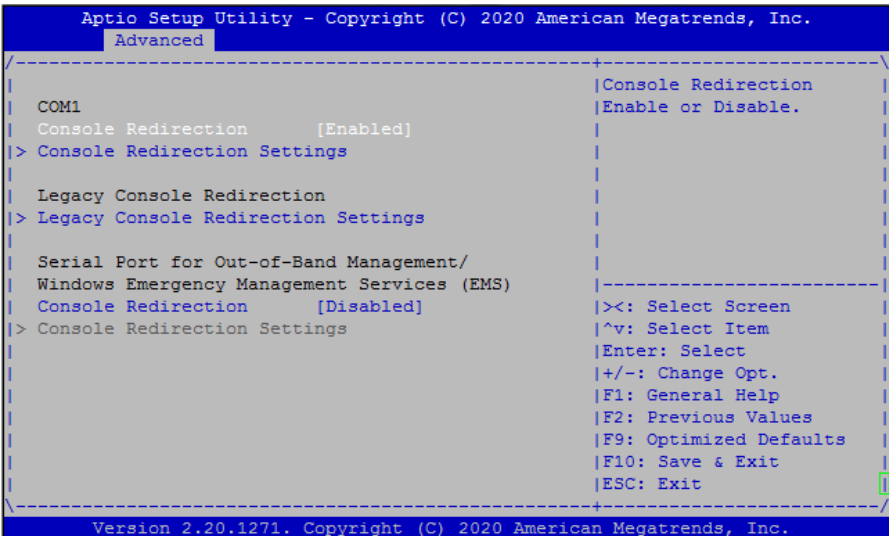 Aptio Setup Utility - Copyright (C) 2020 American Megatrends, Inc.
Advanced
/----------------------------------------------------+-------------------------\
|Console Redirection
COM1 |Enable or Disable.
Console Redirection [Enabled]
|> Console Redirection Settings
Legacy Console Redirection
|> Legacy Console Redirection Settings
Serial Port for Out-of-Band Management/
Windows Emergency Management Services (EMS) |-------------------------|
Console Redirection [Disabled] |><: Select Screen
|> Console Redirection Settings |^v: Select Item
|Enter: Select
|+/-: Change Opt.
|F1: General Help
|F2: Previous Values
|F9: Optimized Defaults
|F10: Save & Exit
|ESC: Exit
\----------------------------------------------------+-------------------------/
Version 2.20.1271. Copyright (C) 2020 American Megatrends, Inc.